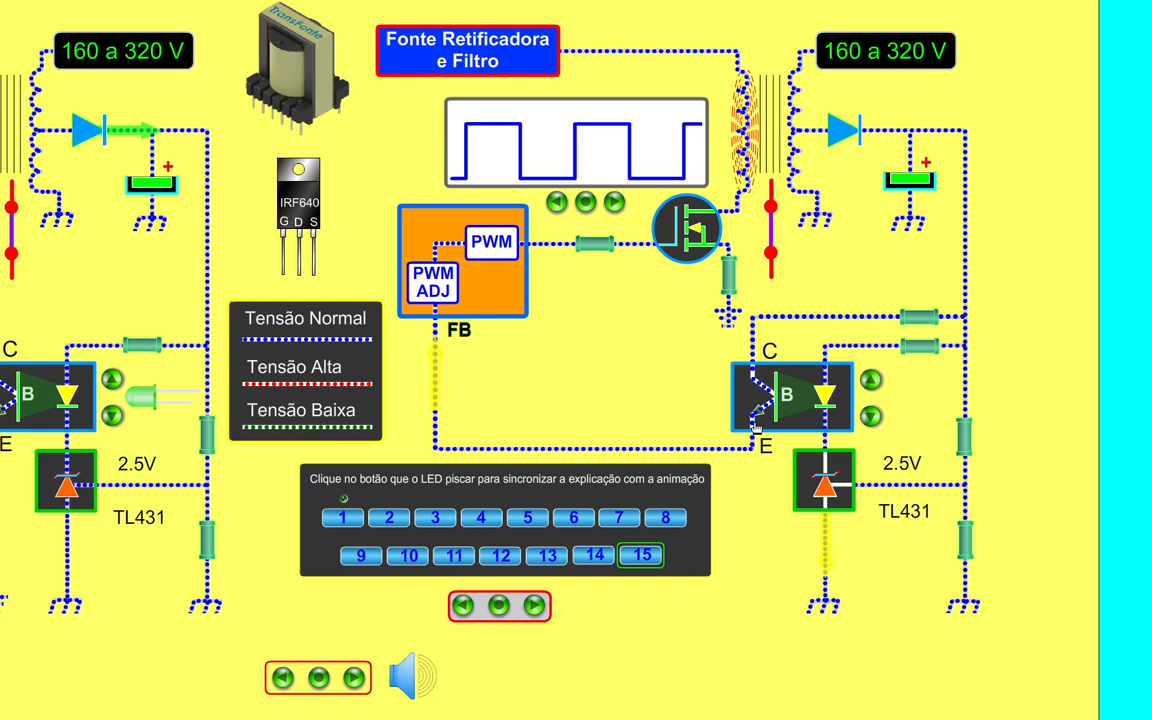 TransFonte
160 a 320 V
Fonte Retificadora
e Filtro
160 a 320 V
IRF640
G D S
PWM
PWM
ADJ
FB
Tensão Normal
Tensão Alta
Tensão Baixa
C
B
E
2.5V
TL431
C
B
E
2.5V
TL431
Clique no botão que o LED piscar para sincronizar a explicação com a animação
1 2 3 4 5 6 7 8
9 10 11 12 13 14 15